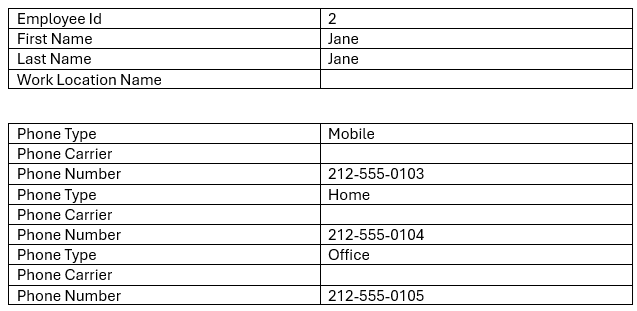 Employee Id 2
First Name Jane
Last Name Jane
Work Location Name
Phone Type Mobile
Phone Carrier
Phone Number 212-555-0103
Phone Type Home
Phone Carrier
Phone Number 212-555-0104
Phone Type Office
Phone Carrier
Phone Number 212-555-0105